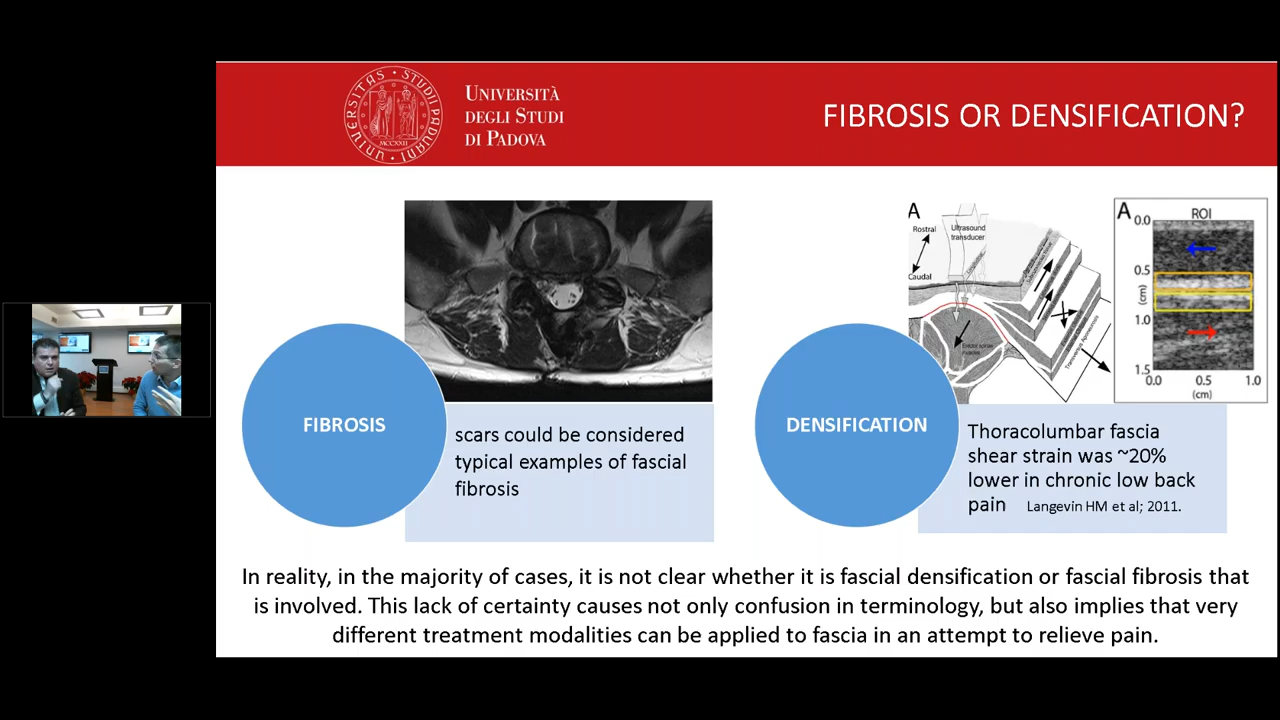 UNIVERSITAS STUDII PADUANI
MCCXXII
UNIVERSITÀ
DEGLI STUDI
DI PADOVA
FIBROSIS OR DENSIFICATION?
FIBROSIS
scars could be considered
typical examples of fascial
fibrosis
A
Rostral
Caudal
Ultrasound
transducer
A
ROI
0.0
0.5
(cm)
1.0
1.5
0.0 0.5 1.0
(cm)
DENSIFICATION
Thoracolumbar fascia
shear strain was ~20%
lower in chronic low back
pain Langevin HM et al; 2011.
In reality, in the majority of cases, it is not clear whether it is fascial densification or fascial fibrosis that
is involved. This lack of certainty causes not only confusion in terminology, but also implies that very
different treatment modalities can be applied to fascia in an attempt to relieve pain.